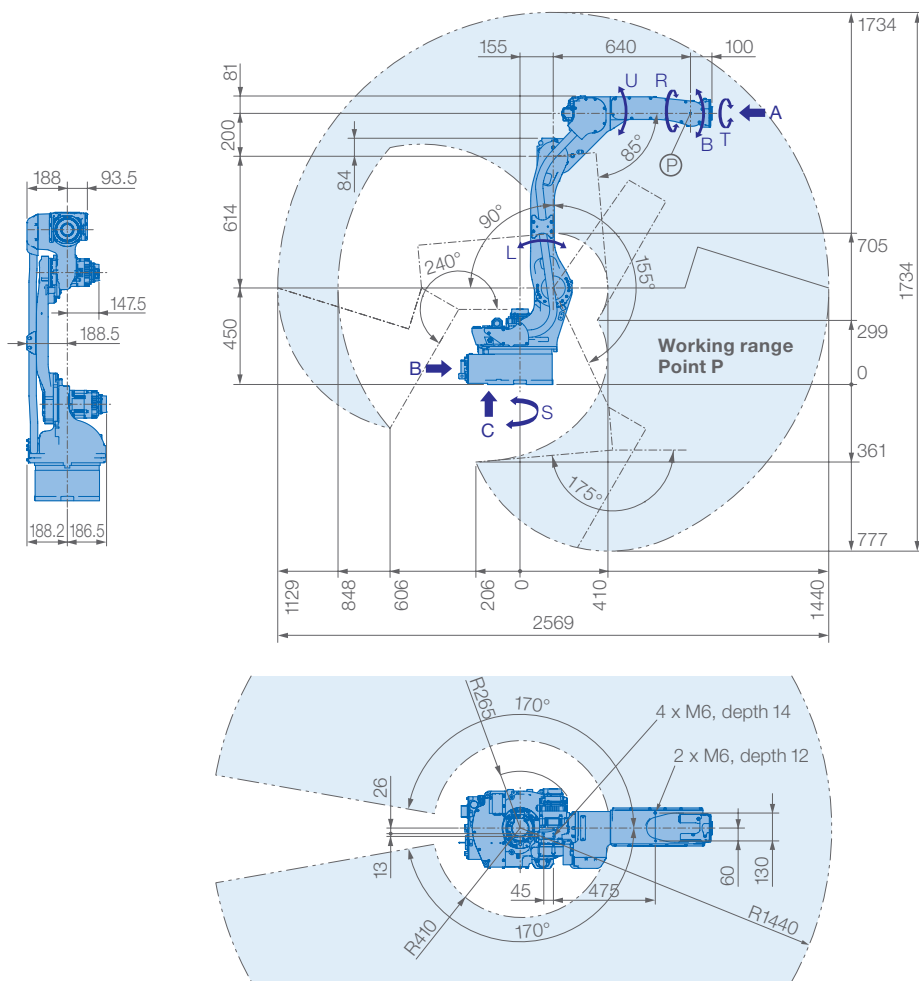 1734
155
640
100
81
U
R
A
B
T
200
85°
P
84
188
93.5
614
90°
705
1734
L
240°
155°
147.5
188.5
450
299
Working range
Point P
B
0
C
S
361
175°
188.2
186.5
777
1129
848
606
206
0
410
1440
2569
R265
170°
4 x M6, depth 14
2 x M6, depth 12
26
13
60
130
45
475
R410
170°
R1440